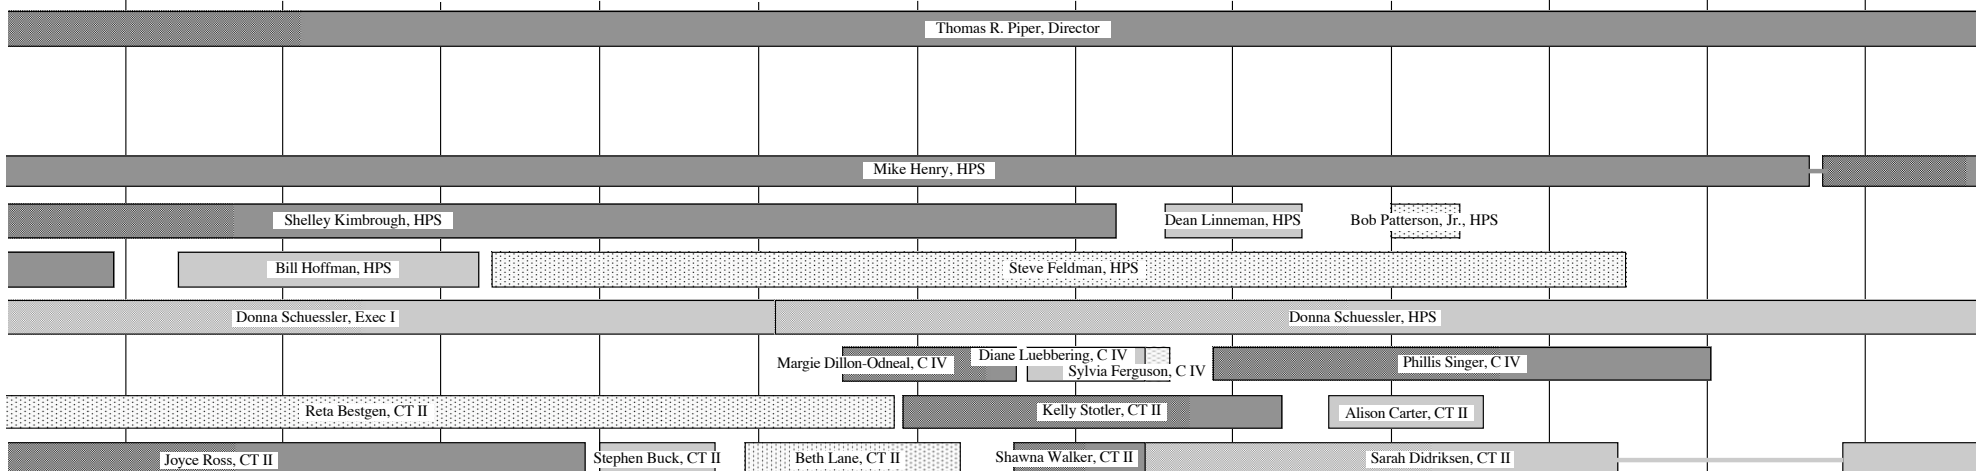 Thomas R. Piper, Director
Mike Henry, HPS
Shelley Kimbrough, HPS
Dean Linneman, HPS
Bob Patterson, Jr., HPS
Bill Hoffman, HPS
Steve Feldman, HPS
Donna Schuessler, Exec I
Donna Schuessler, HPS
Margie Dillon-Odneal, C IV
Diane Luebbering, C IV
Sylvia Ferguson, C IV
Phillis Singer, C IV
Reta Bestgen, CT II
Kelly Stotler, CT II
Alison Carter, CT II
Joyce Ross, CT II
Stephen Buck, CT II
Beth Lane, CT II
Shawna Walker, CT II
Sarah Didriksen, CT II